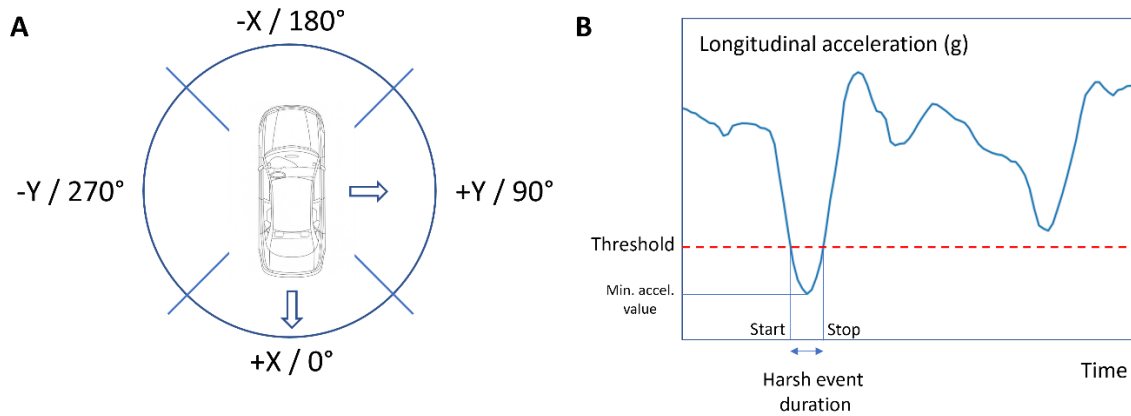 A
-X / 180°
-Y / 270°
+Y / 90°
+X / 0°
B
Longitudinal acceleration (g)
Threshold
Min. accel.
value
Start
Stop
Time
Harsh event
duration